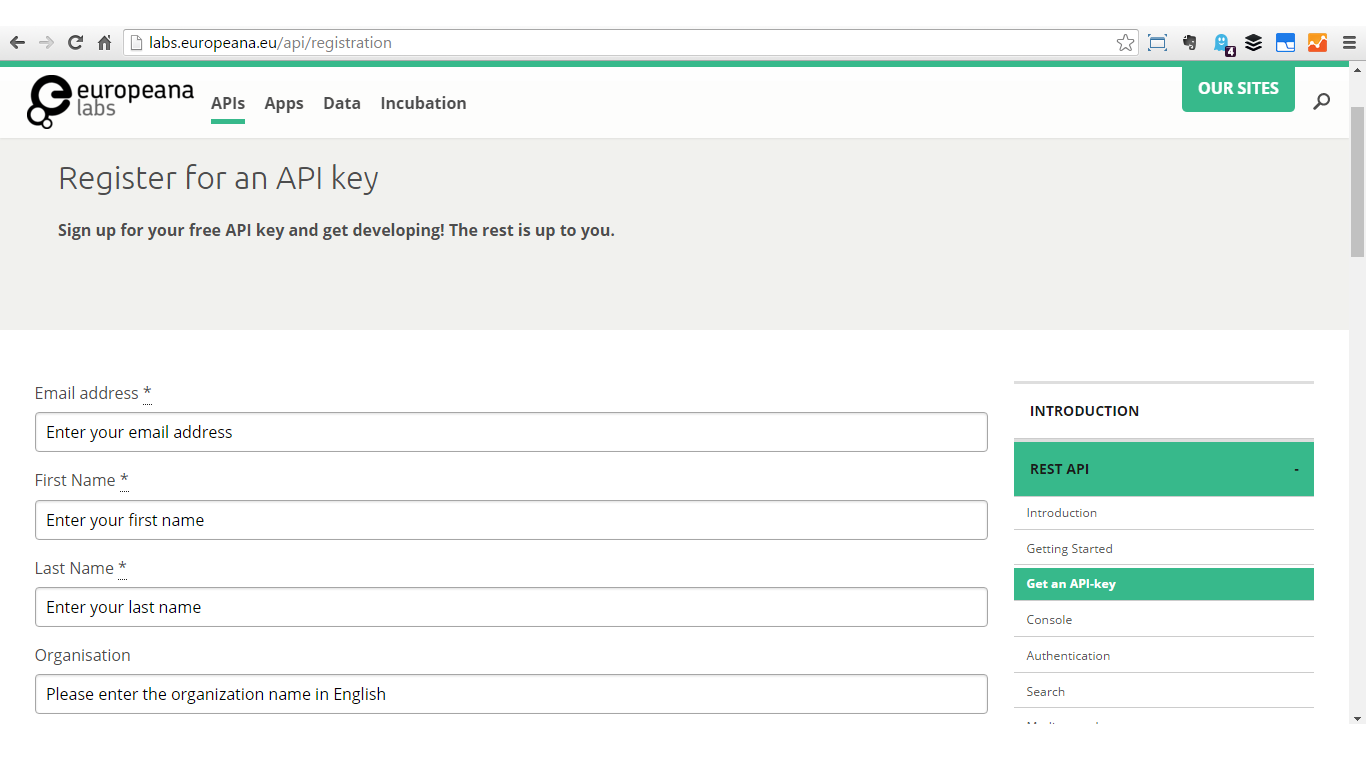 labs.europeana.eu/api/registration
4
europeana
labs
APIs Apps Data Incubation
OUR SITES
Register for an API key
Sign up for your free API key and get developing! The rest is up to you.
Email address *
Enter your email address
First Name *
Enter your first name
Last Name *
Enter your last name
Organisation
Please enter the organization name in English
INTRODUCTION
REST API -
Introduction
Getting Started
Get an API-key
Console
Authentication
Search